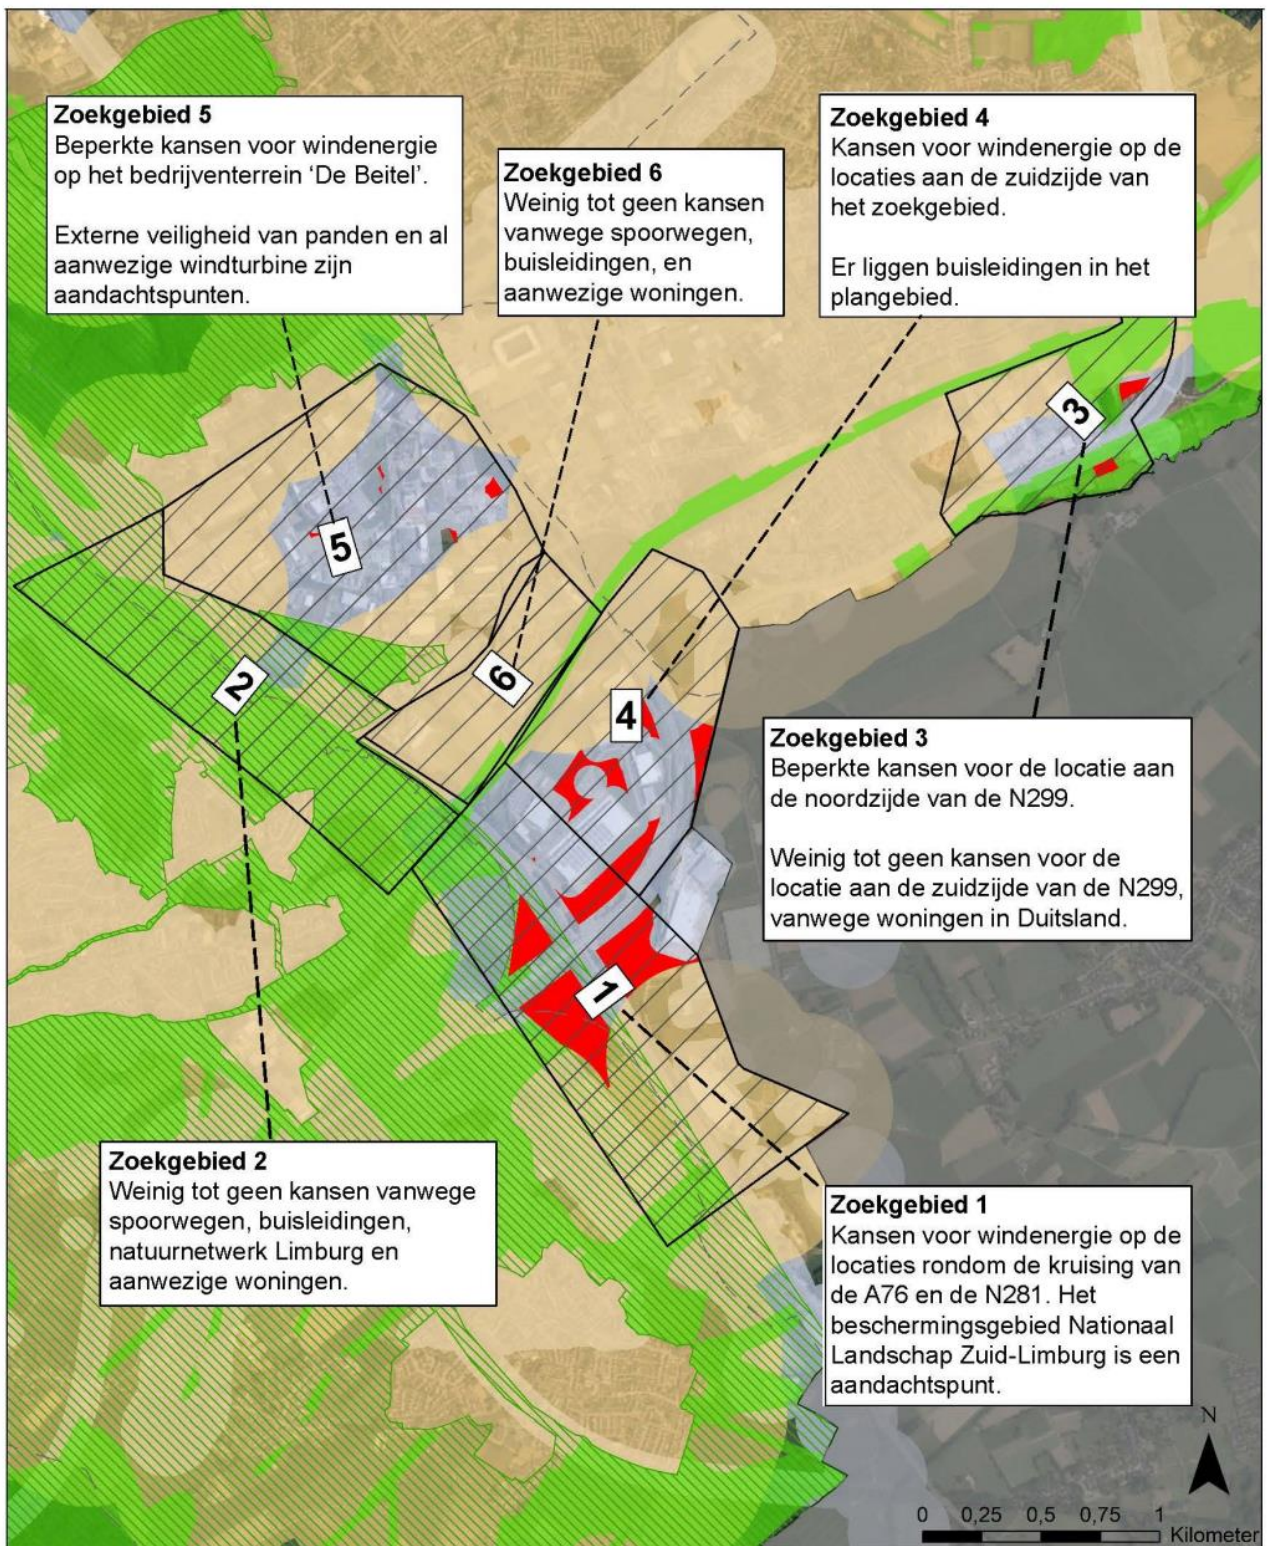 Zoekgebied 5
Beperkte kansen voor windenergie
op het bedrijventerrein ‘De Beitel’.
Externe veiligheid van panden en al
aanwezige windturbine zijn
aandachtspunten.
Zoekgebied 6
Weinig tot geen kansen
vanwege spoorwegen,
buisleidingen, en
aanwezige woningen.
Zoekgebied 4
Kansen voor windenergie op de
locaties aan de zuidzijde van
het zoekgebied.
Er liggen buisleidingen in het
plangebied.
3
5
2
6
4
Zoekgebied 3
Beperkte kansen voor de locatie aan
de noordzijde van de N299.
Weinig tot geen kansen voor de
locatie aan de zuidzijde van de N299,
vanwege woningen in Duitsland.
1
Zoekgebied 2
Weinig tot geen kansen vanwege
spoorwegen, buisleidingen,
natuurnetwerk Limburg en
aanwezige woningen.
Zoekgebied 1
Kansen voor windenergie op de
locaties rondom de kruising van
de A76 en de N281. Het
beschermingsgebied Nationaal
Landschap Zuid-Limburg is een
aandachtspunt.
N
0 0,25 0,5 0,75 1
Kilometer